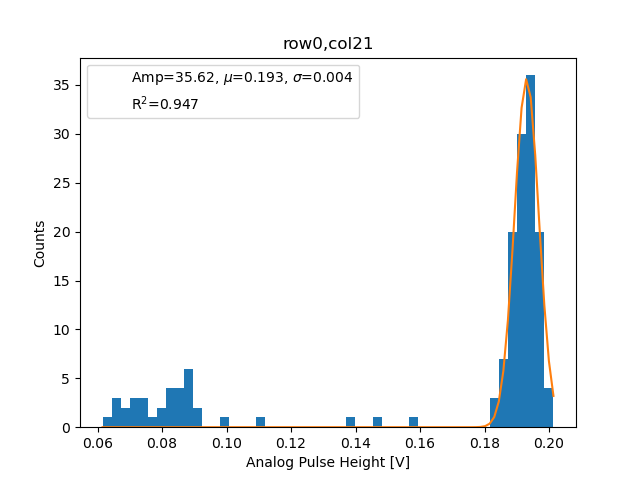 row0,col21
Amp=35.62, μ=0.193, σ=0.004
R²=0.947
Counts
35
30
25
20
15
10
5
0
0.06 0.08 0.10 0.12 0.14 0.16 0.18 0.20
Analog Pulse Height [V]